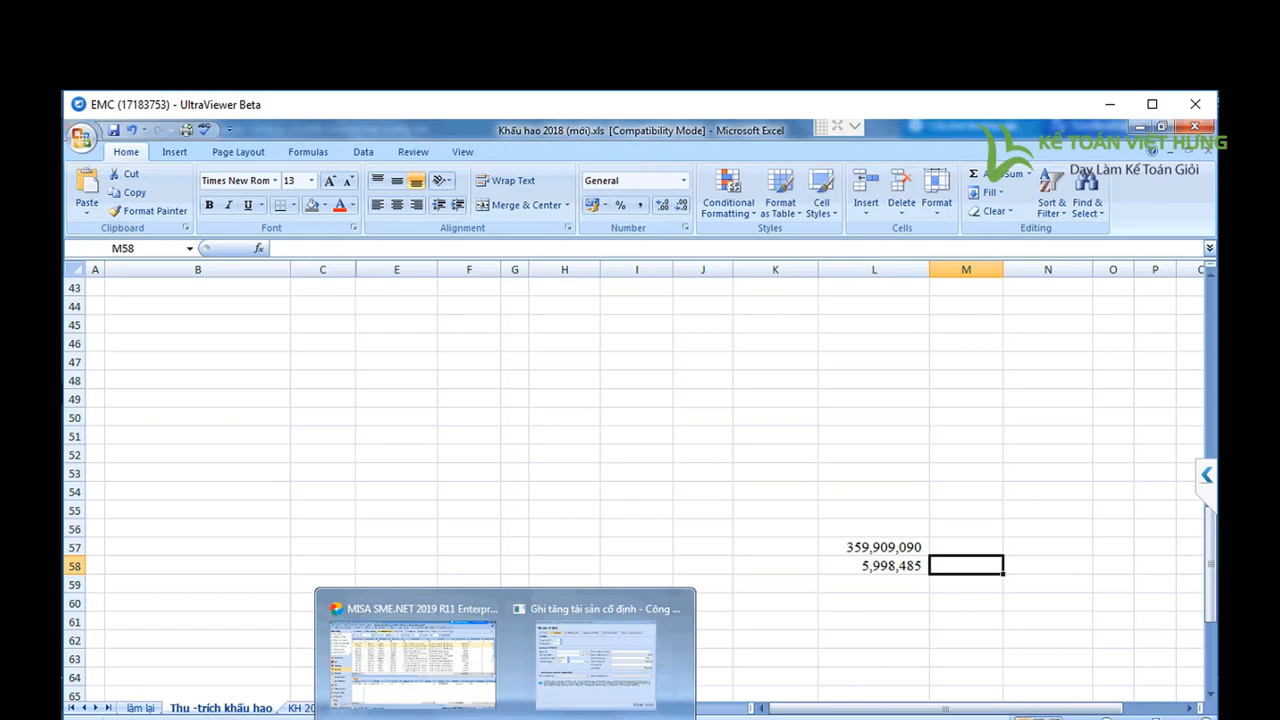 EMC (17183753) - UltraViewer Beta
Khấu hao 2018 (mới).xls [Compatibility Mode] - Microsoft Excel
KẾ TOÁN VIỆT HƯNG
Dạy Làm Kế Toán Giỏi
Home Insert Page Layout Formulas Data Review View
Paste Cut Copy Format Painter
Clipboard
Times New Rom 13
B I U
Font
Wrap Text
Merge & Center
Alignment
General
Number
Conditional Formatting Format as Table Cell Styles
Styles
Insert Delete Format
Cells
Fill
Clear
Sort & Filter Find & Select
Editing
M58
fx
A B C E F G H I J K L M N O P
43
44
45
46
47
48
49
50
51
52
53
54
55
56
57 359,909,090
58 5,998,485
59
60
61
62
63
64
65
MISA SME.NET 2019 R11 Enterpr...
Ghi tăng tài sản cố định - Công ...
làm lại Thu -trích khấu hao KH 20